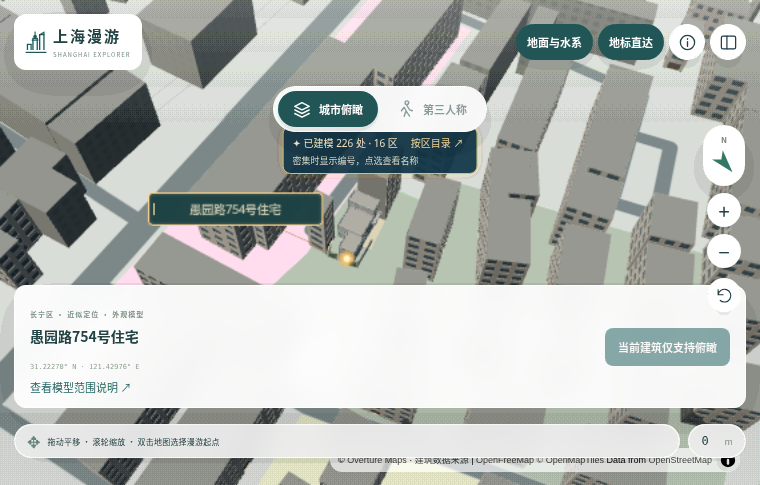 上海漫游
SHANGHAI EXPLORER
地面与水系
地标直达
城市俯瞰
第三人称
✦ 已建模 226 处 · 16 区 按区目录 ↗
密集时显示编号，点选查看名称
N
愚园路754号住宅
+
−
长宁区 · 近似定位 · 外观模型
愚园路754号住宅
31.22270° N · 121.42976° E
查看模型范围说明 ↗
当前建筑仅支持俯瞰
拖动平移 · 滚轮缩放 · 双击地图选择漫游起点
0 m
© Overture Maps · 建筑数据来源 | OpenFreeMap © OpenMapTiles Data from OpenStreetMap